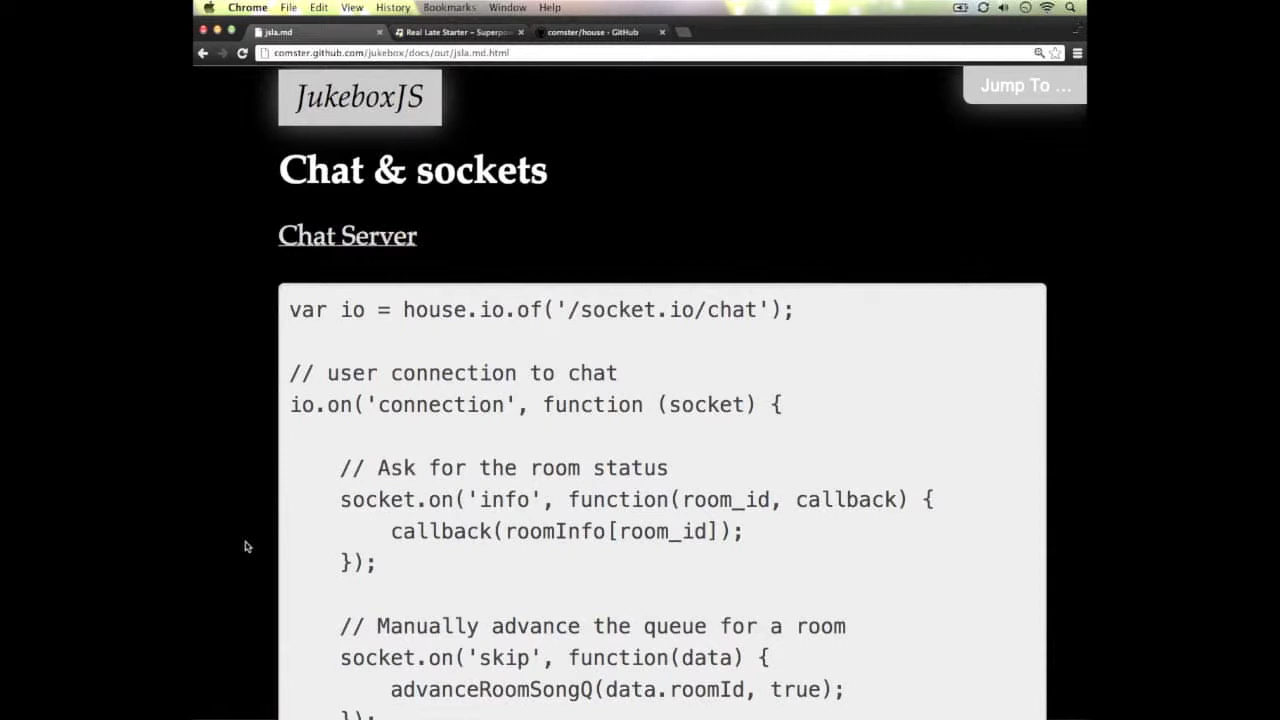 Chrome File Edit View History Bookmarks Window Help
jsla.md Real Late Starter – Superpo comster/house · GitHub
comster.github.com/jukebox/docs/out/jsla.md.html
JukeboxJS
Jump To ...
Chat & sockets
Chat Server
var io = house.io.of('/socket.io/chat');
// user connection to chat
io.on('connection', function (socket) {
// Ask for the room status
socket.on('info', function(room_id, callback) {
callback(roomInfo[room_id]);
});
// Manually advance the queue for a room
socket.on('skip', function(data) {
advanceRoomSongQ(data.roomId, true);
});